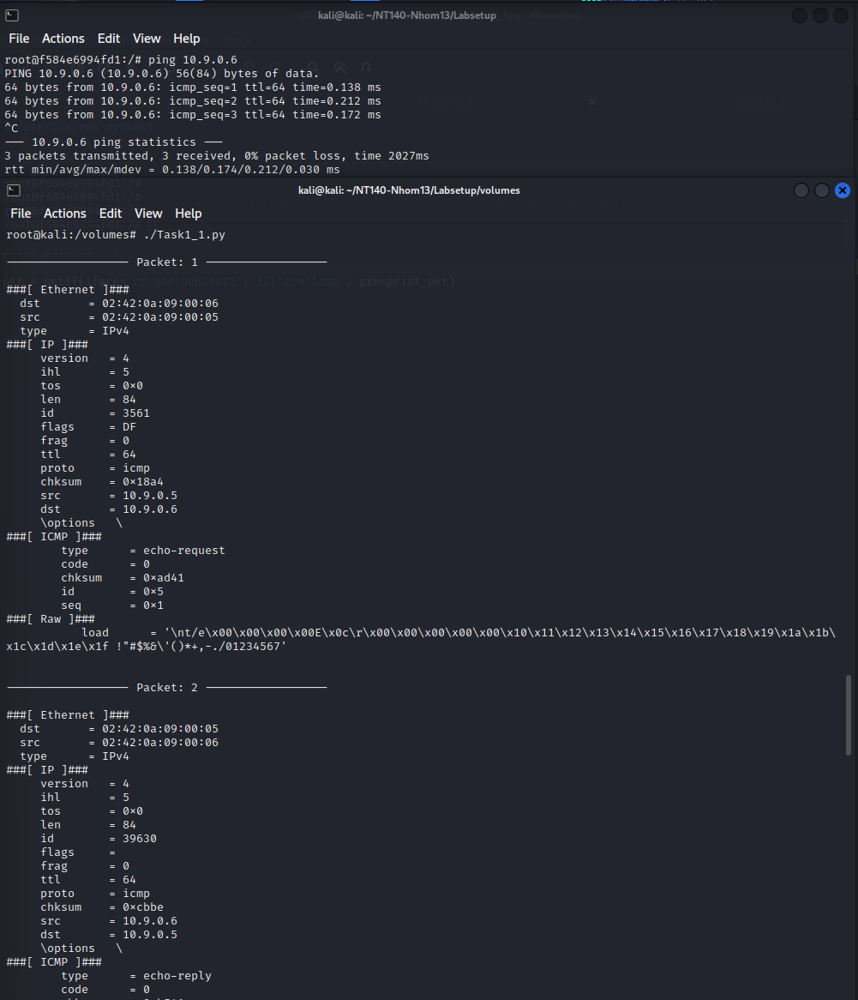 kali@kali: ~/NT140-Nhom13/Labsetup
File Actions Edit View Help
root@f584e6994fd1:/# ping 10.9.0.6
PING 10.9.0.6 (10.9.0.6) 56(84) bytes of data.
64 bytes from 10.9.0.6: icmp_seq=1 ttl=64 time=0.138 ms
64 bytes from 10.9.0.6: icmp_seq=2 ttl=64 time=0.212 ms
64 bytes from 10.9.0.6: icmp_seq=3 ttl=64 time=0.172 ms
^C
--- 10.9.0.6 ping statistics ---
3 packets transmitted, 3 received, 0% packet loss, time 2027ms
rtt min/avg/max/mdev = 0.138/0.174/0.212/0.030 ms
kali@kali: ~/NT140-Nhom13/Labsetup/volumes
File Actions Edit View Help
root@kali:/volumes# ./Task1_1.py
------------------ Packet: 1 ------------------
###[ Ethernet ]###
dst = 02:42:0a:09:00:06
src = 02:42:0a:09:00:05
type = IPv4
###[ IP ]###
version = 4
ihl = 5
tos = 0x0
len = 84
id = 3561
flags = DF
frag = 0
ttl = 64
proto = icmp
chksum = 0x18a4
src = 10.9.0.5
dst = 10.9.0.6
\options \
###[ ICMP ]###
type = echo-request
code = 0
chksum = 0xad41
id = 0x5
seq = 0x1
###[ Raw ]###
load = '\nt/e\x00\x00\x00\x00E\x0c\r\x00\x00\x00\x00\x00\x10\x11\x12\x13\x14\x15\x16\x17\x18\x19\x1a\x1b\
x1c\x1d\x1e\x1f !"#$%&\'()*+,-./01234567'
------------------ Packet: 2 ------------------
###[ Ethernet ]###
dst = 02:42:0a:09:00:05
src = 02:42:0a:09:00:06
type = IPv4
###[ IP ]###
version = 4
ihl = 5
tos = 0x0
len = 84
id = 39630
flags =
frag = 0
ttl = 64
proto = icmp
chksum = 0xcbbe
src = 10.9.0.6
dst = 10.9.0.5
\options \
###[ ICMP ]###
type = echo-reply
code = 0